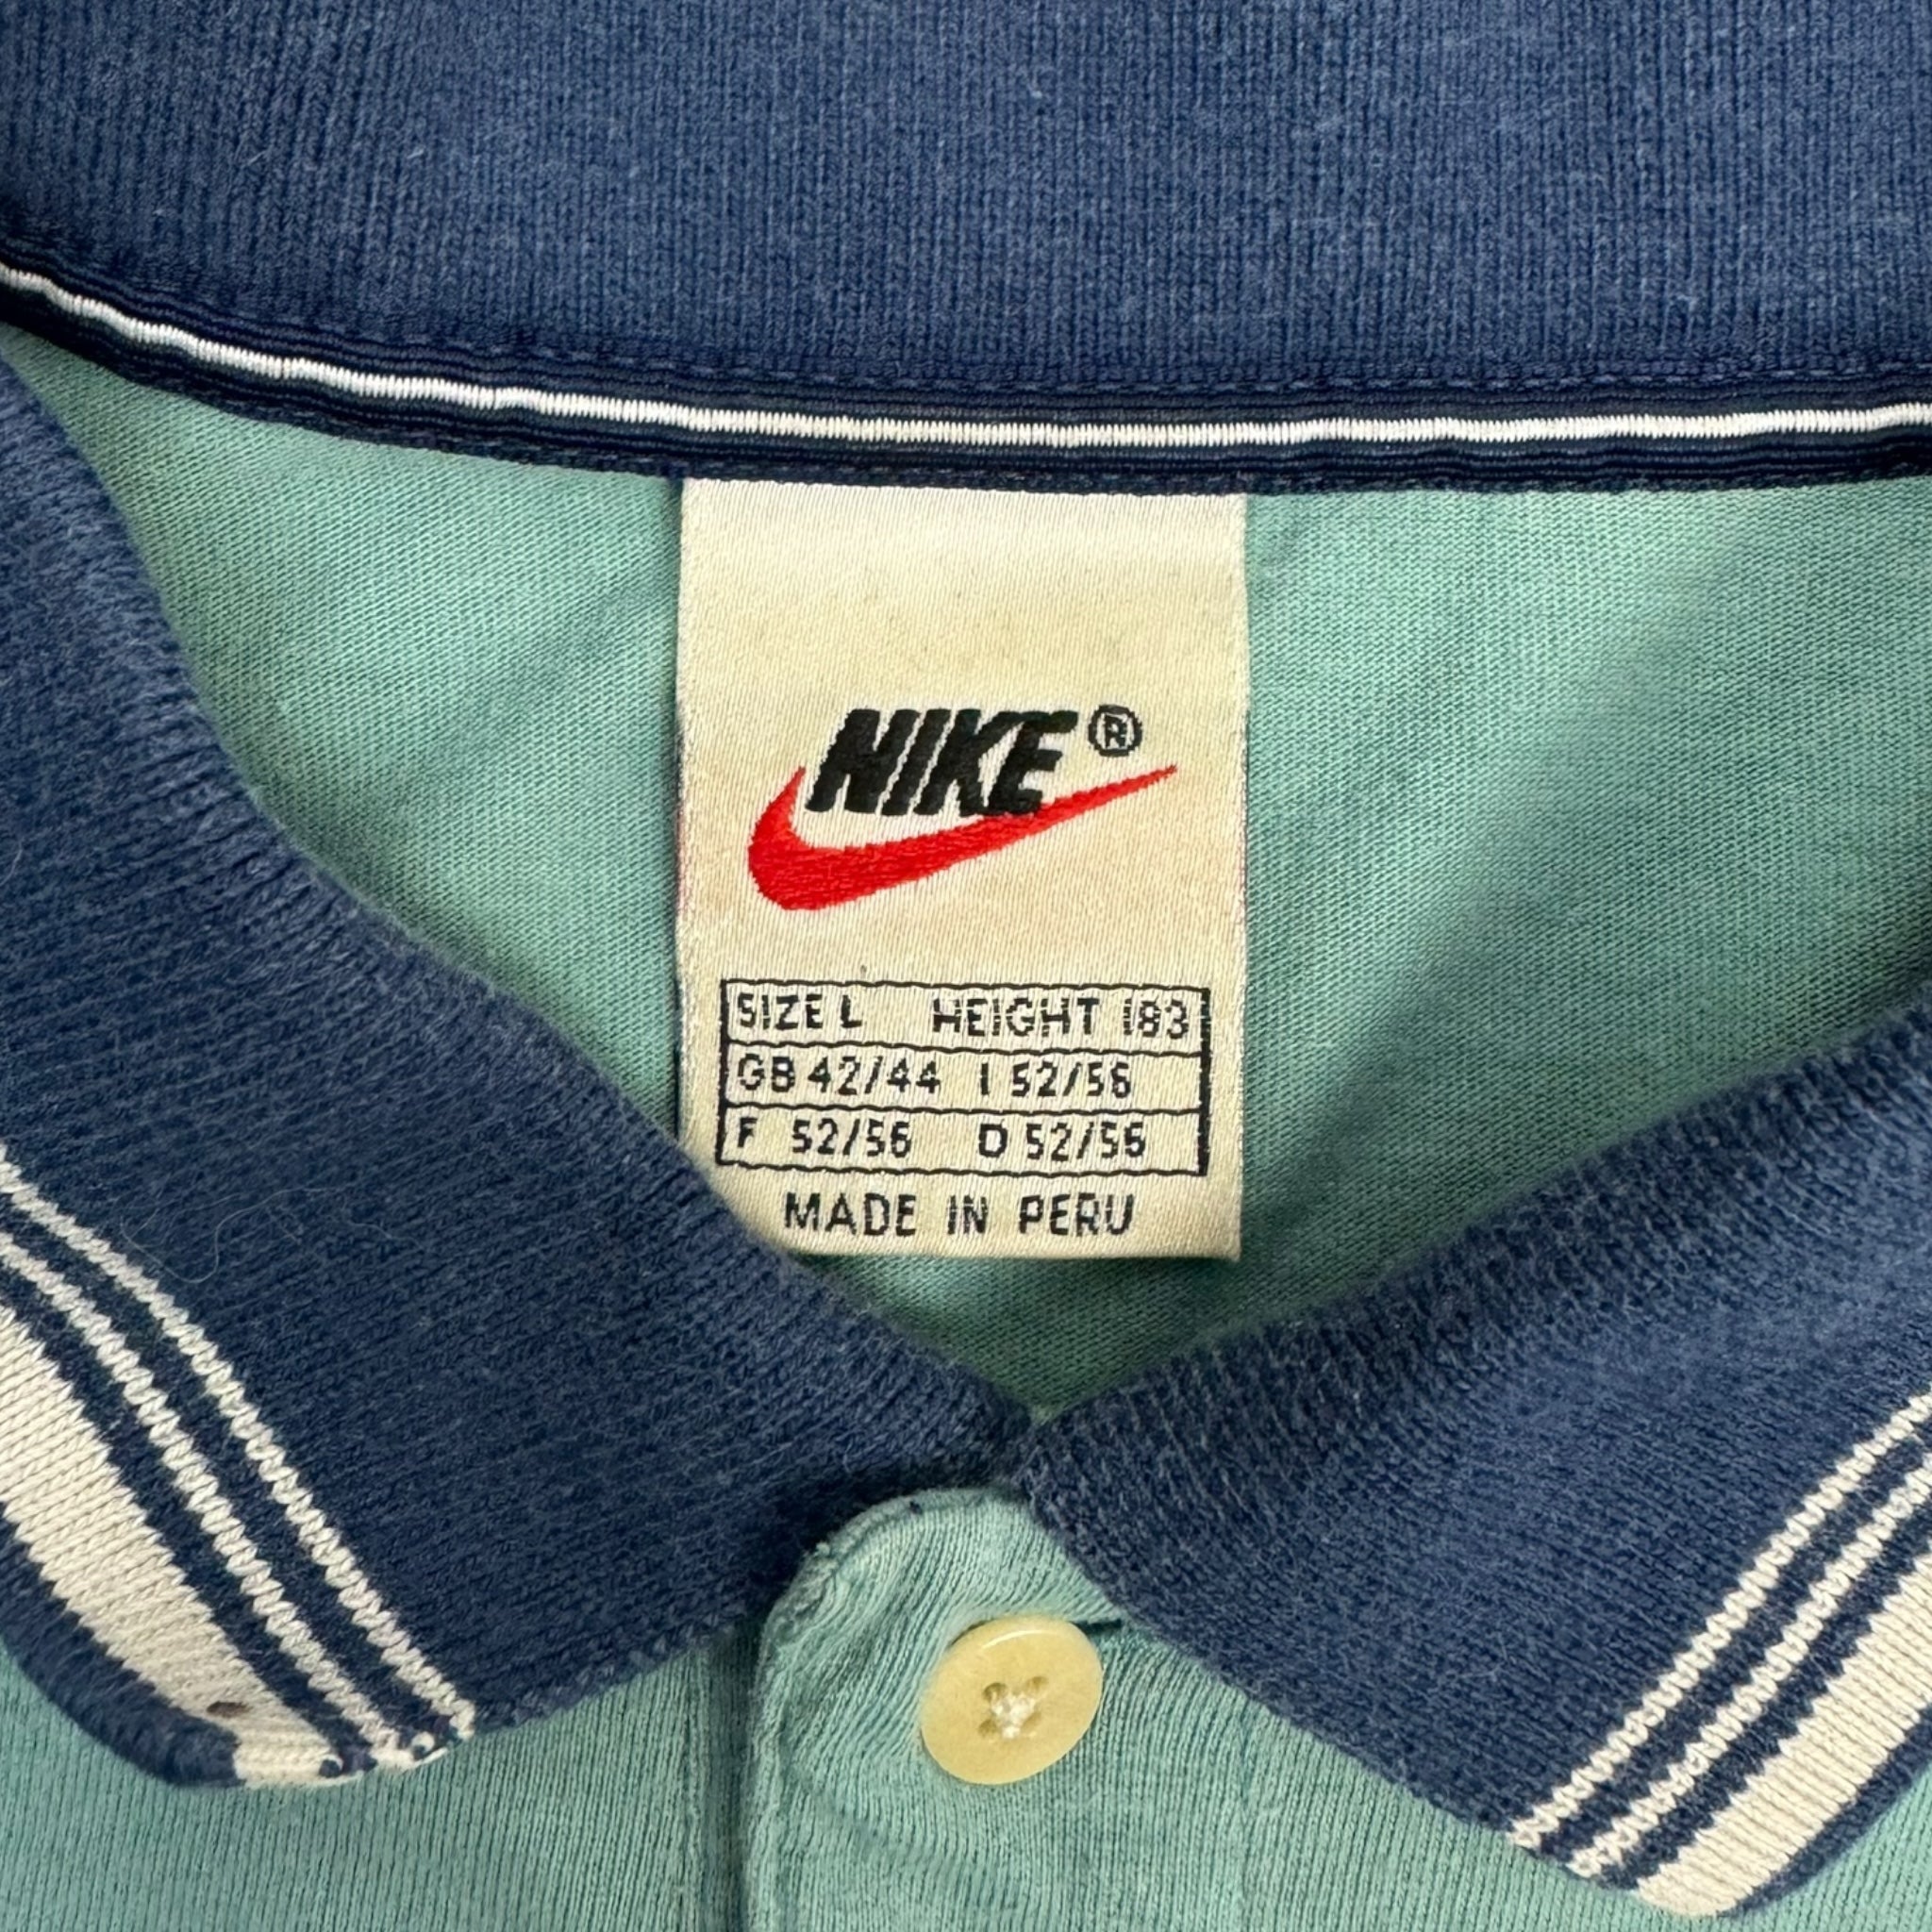 NIKE®
SIZE L HEIGHT 183
GB 42/44 I 52/56
F 52/56 D 52/56
MADE IN PERU